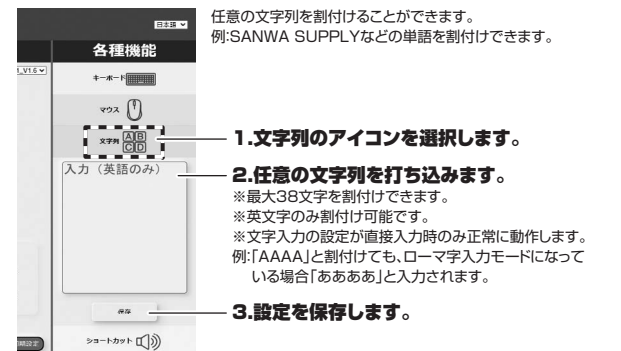 任意の文字列を割付けることができます。
例:SANWA SUPPLYなどの単語を割付けできます。
日本語
各種機能
1_V1.6
キーボード
マウス
文字列
A B
C D
1.文字列のアイコンを選択します。
入力（英語のみ）
2.任意の文字列を打ち込みます。
※最大38文字を割付けできます。
※英文字のみ割付け可能です。
※文字入力の設定が直接入力時のみ正常に動作します。
例:「AAAA」と割付けても、ローマ字入力モードになって
いる場合「ああああ」と入力されます。
保存
3.設定を保存します。
期設定
ショートカット